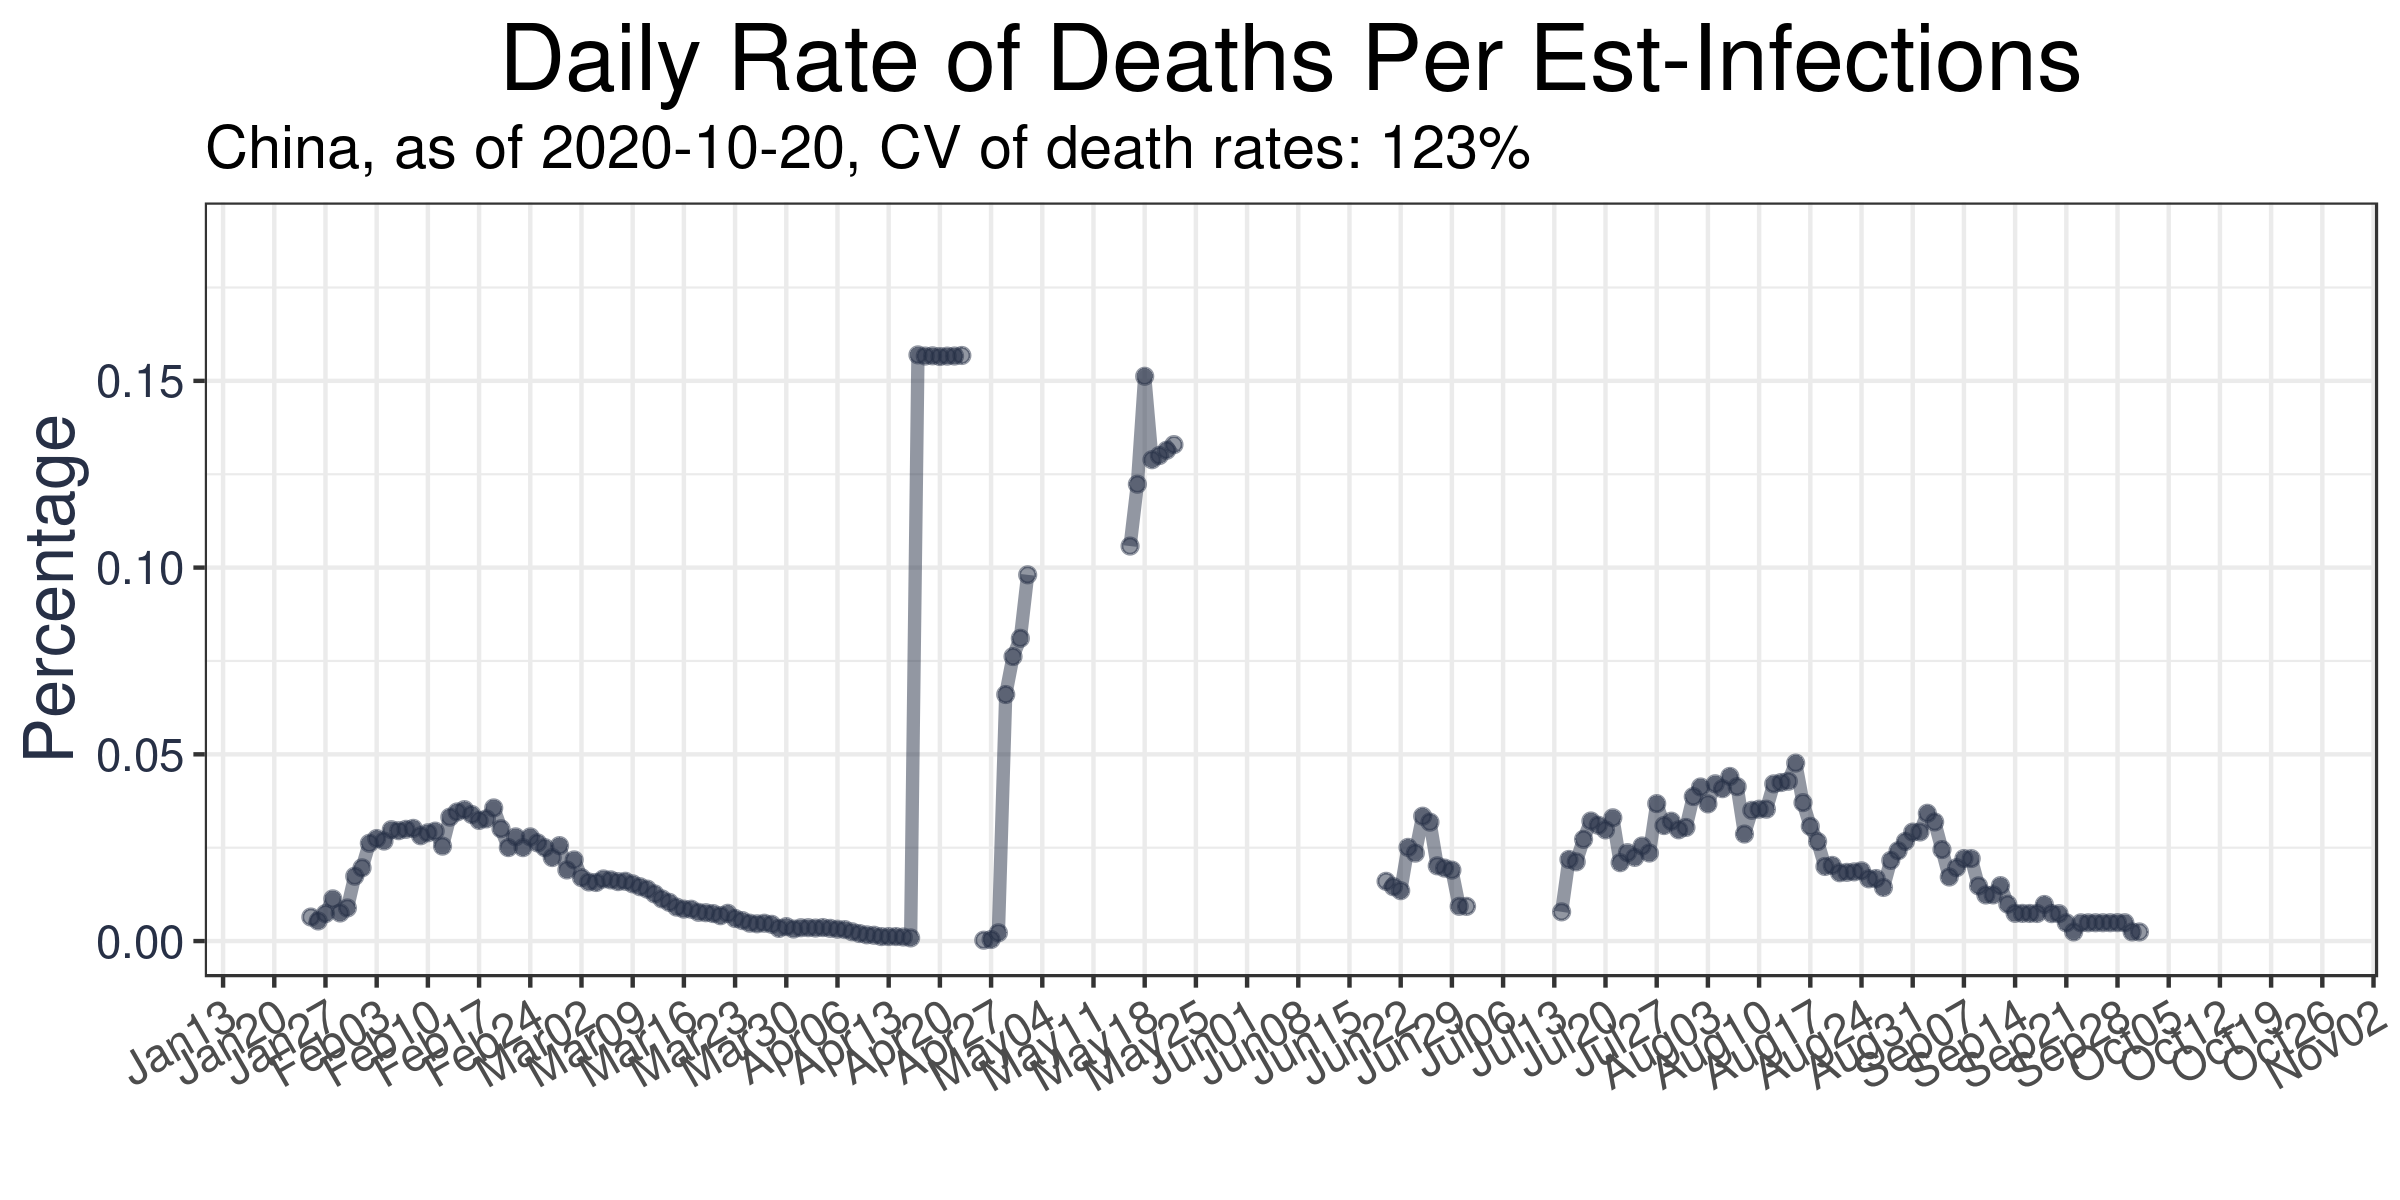 Daily Rate of Deaths Per Est-Infections
China, as of 2020-10-20, CV of death rates: 123%
Percentage
0.15
0.10
0.05
0.00
Jan13
Jan20
Jan27
Feb03
Feb10
Feb17
Feb24
Mar02
Mar09
Mar16
Mar23
Mar30
Apr06
Apr13
Apr20
Apr27
May04
May11
May18
May25
Jun01
Jun08
Jun15
Jun22
Jun29
Jul06
Jul13
Jul20
Jul27
Aug03
Aug10
Aug17
Aug24
Aug31
Sep07
Sep14
Sep21
Sep28
Oct05
Oct12
Oct19
Oct26
Nov02